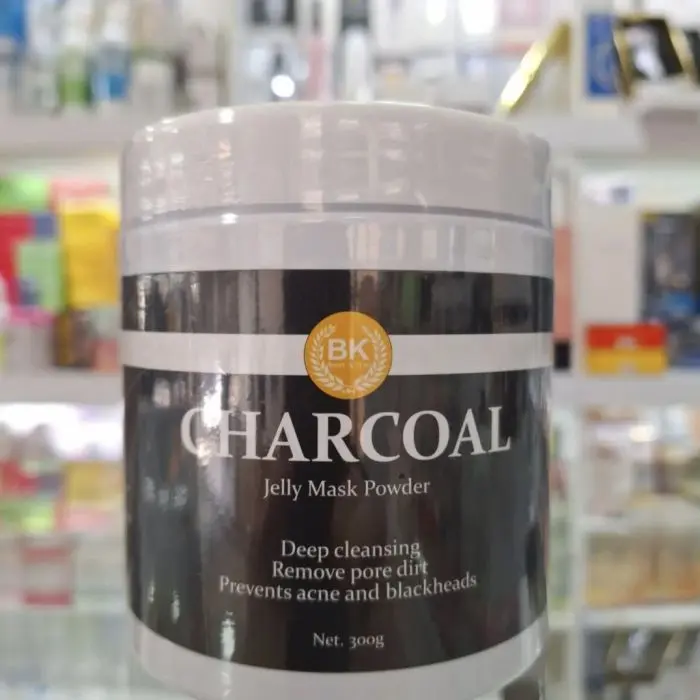 BK
CHARCOAL
Jelly Mask Powder
Deep cleansing
Remove pore dirt
Prevents acne and blackheads
Net. 300g